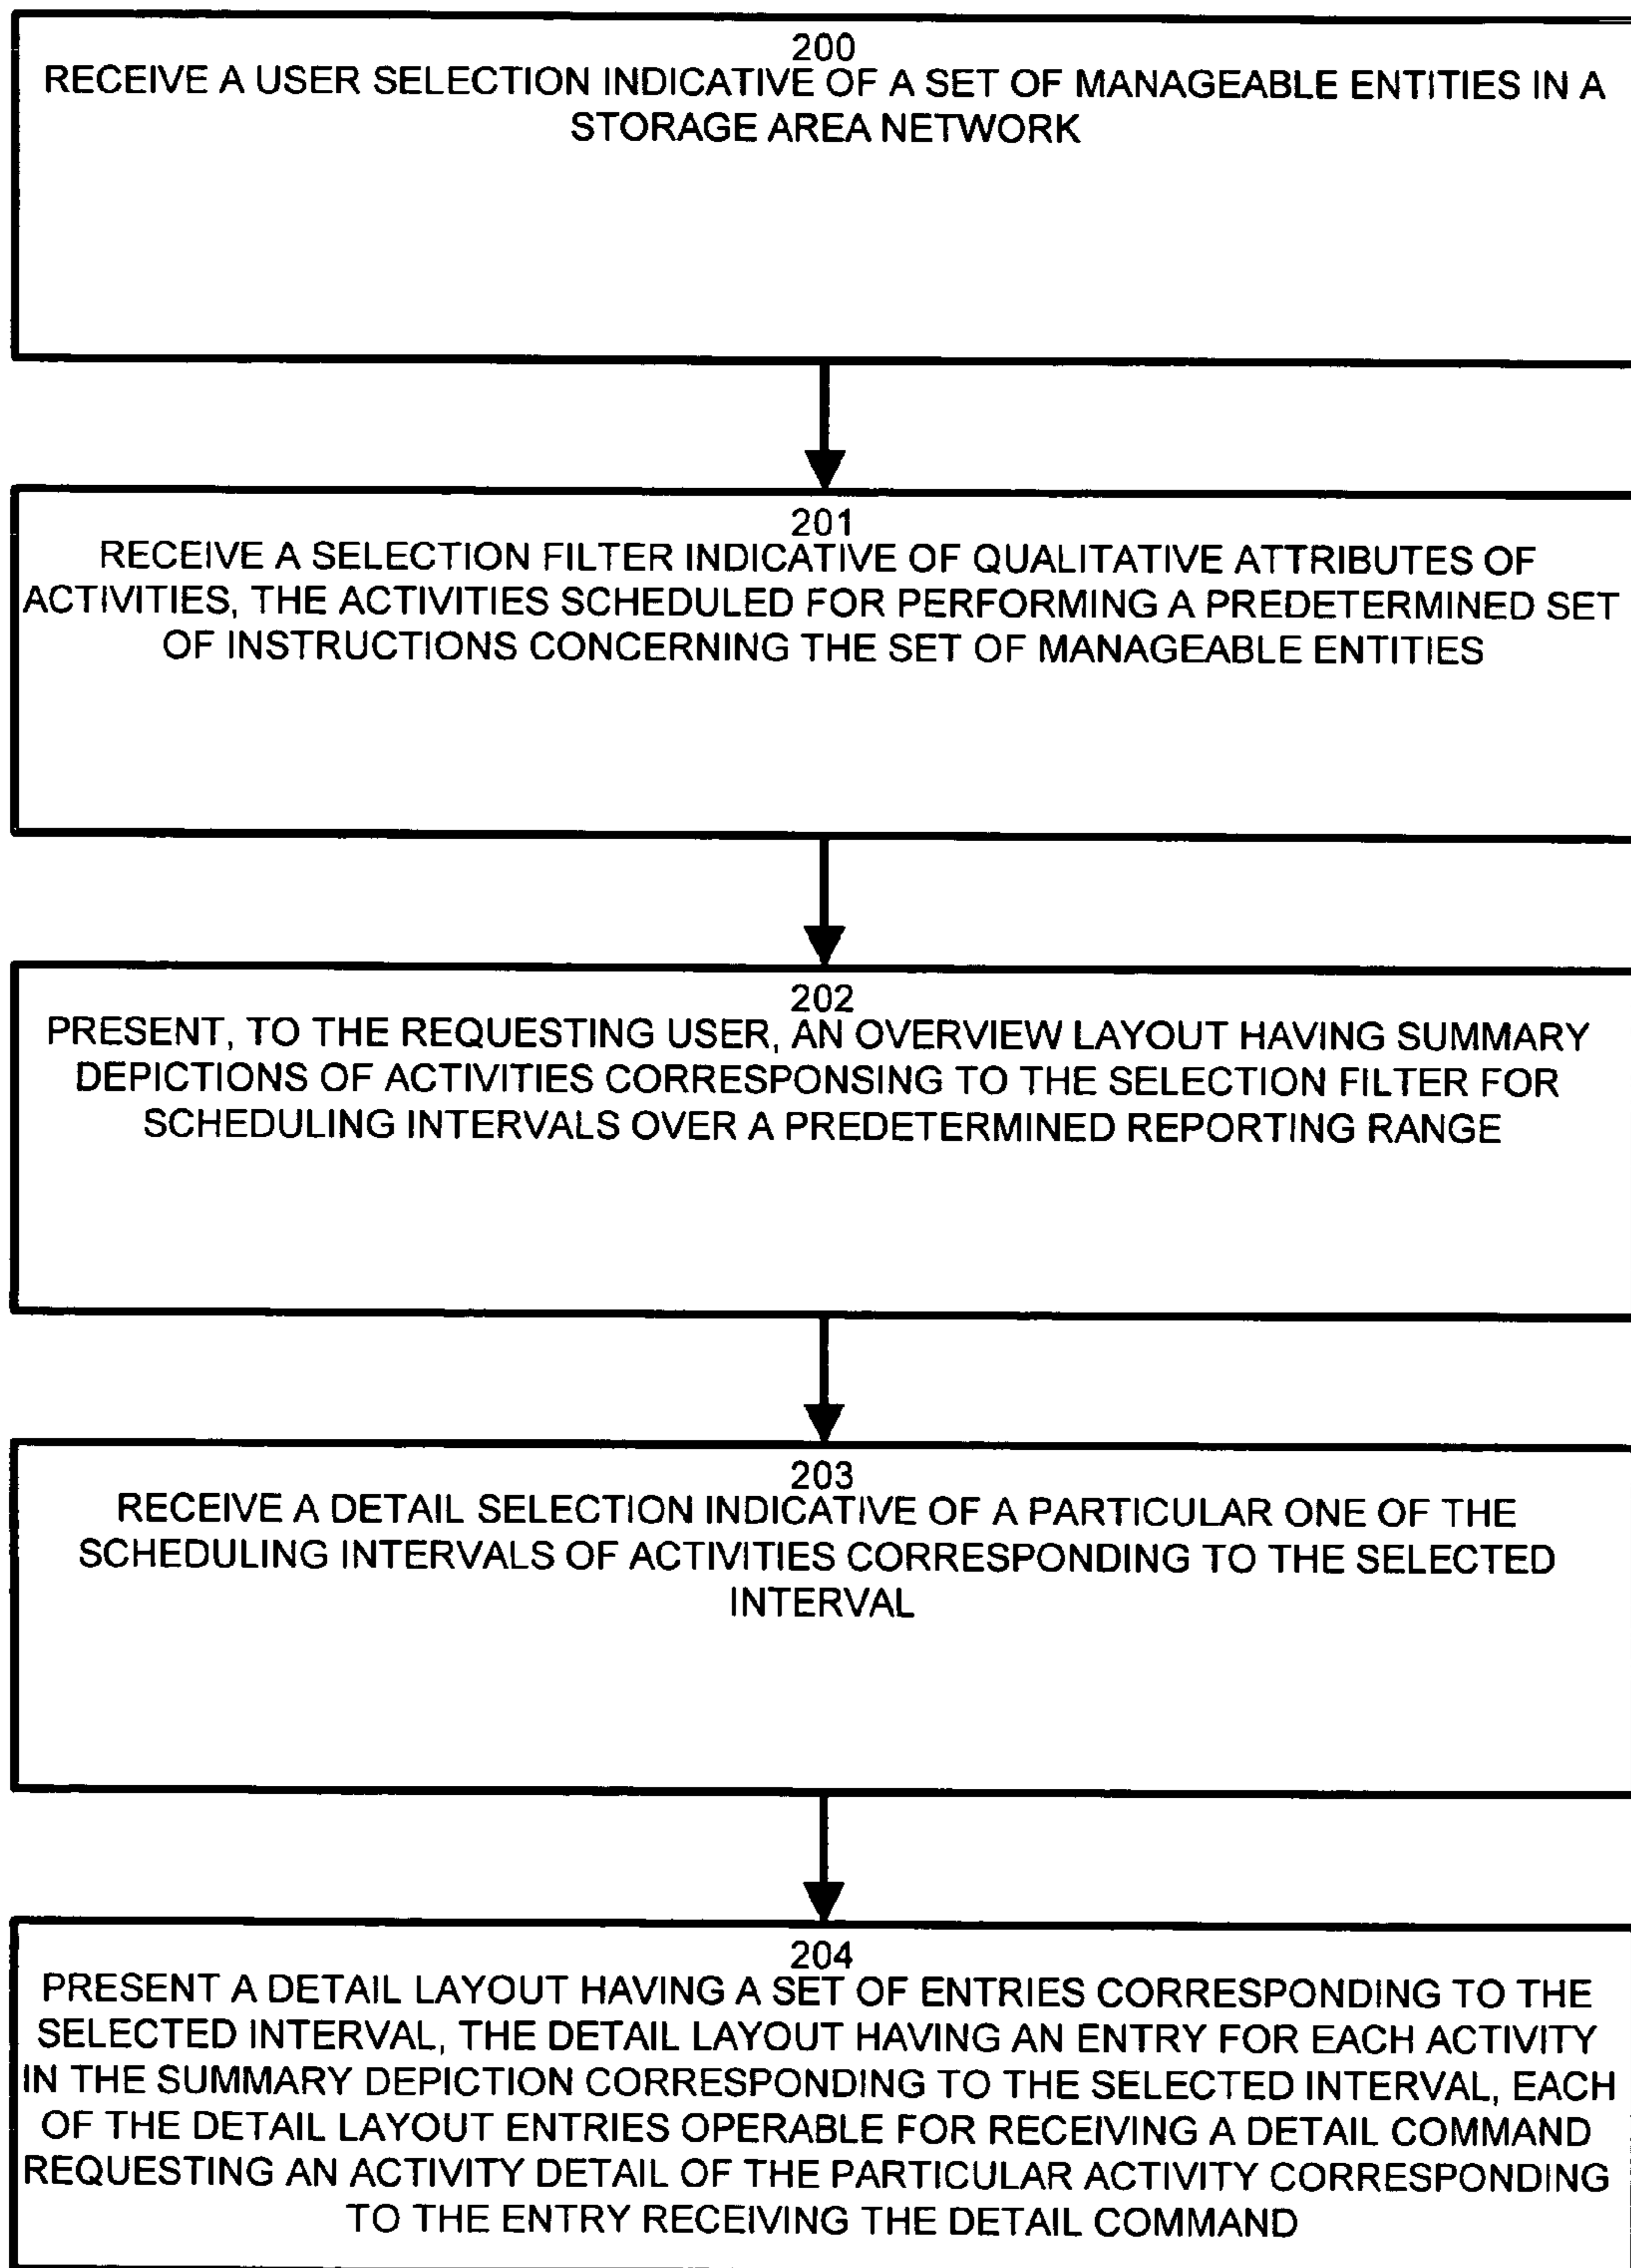 200
RECEIVE A USER SELECTION INDICATIVE OF A SET OF MANAGEABLE ENTITIES IN A
STORAGE AREA NETWORK
201
RECEIVE A SELECTION FILTER INDICATIVE OF QUALITATIVE ATTRIBUTES OF
ACTIVITIES, THE ACTIVITIES SCHEDULED FOR PERFORMING A PREDETERMINED SET
OF INSTRUCTIONS CONCERNING THE SET OF MANAGEABLE ENTITIES
202
PRESENT, TO THE REQUESTING USER, AN OVERVIEW LAYOUT HAVING SUMMARY
DEPICTIONS OF ACTIVITIES CORRESPONSING TO THE SELECTION FILTER FOR
SCHEDULING INTERVALS OVER A PREDETERMINED REPORTING RANGE
203
RECEIVE A DETAIL SELECTION INDICATIVE OF A PARTICULAR ONE OF THE
SCHEDULING INTERVALS OF ACTIVITIES CORRESPONDING TO THE SELECTED
INTERVAL
204
PRESENT A DETAIL LAYOUT HAVING A SET OF ENTRIES CORRESPONDING TO THE
SELECTED INTERVAL, THE DETAIL LAYOUT HAVING AN ENTRY FOR EACH ACTIVITY
IN THE SUMMARY DEPICTION CORRESPONDING TO THE SELECTED INTERVAL, EACH
OF THE DETAIL LAYOUT ENTRIES OPERABLE FOR RECEIVING A DETAIL COMMAND
REQUESTING AN ACTIVITY DETAIL OF THE PARTICULAR ACTIVITY CORRESPONDING
TO THE ENTRY RECEIVING THE DETAIL COMMAND